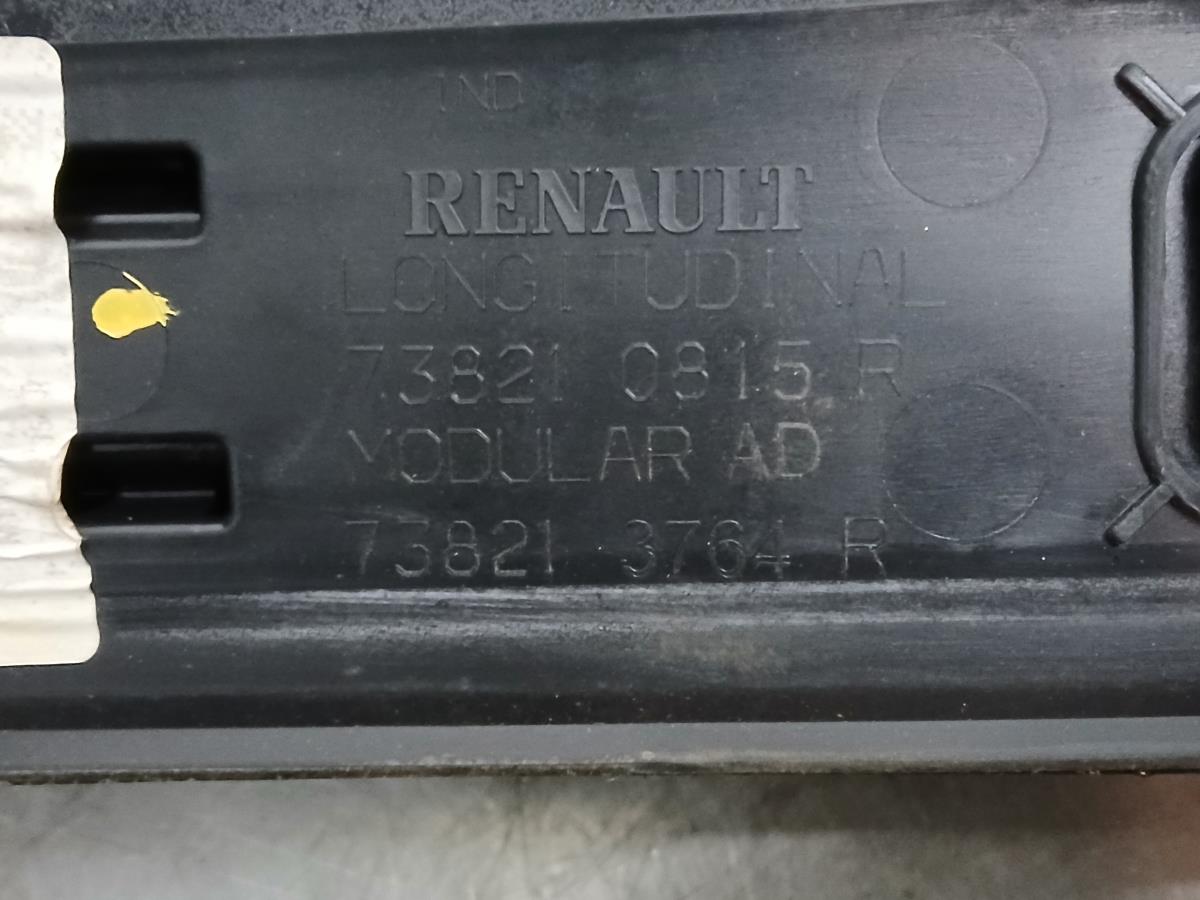 IND
RENAULT
LONGITUDINAL
73821 0815 R
MODULAR AD
73821 3764 R